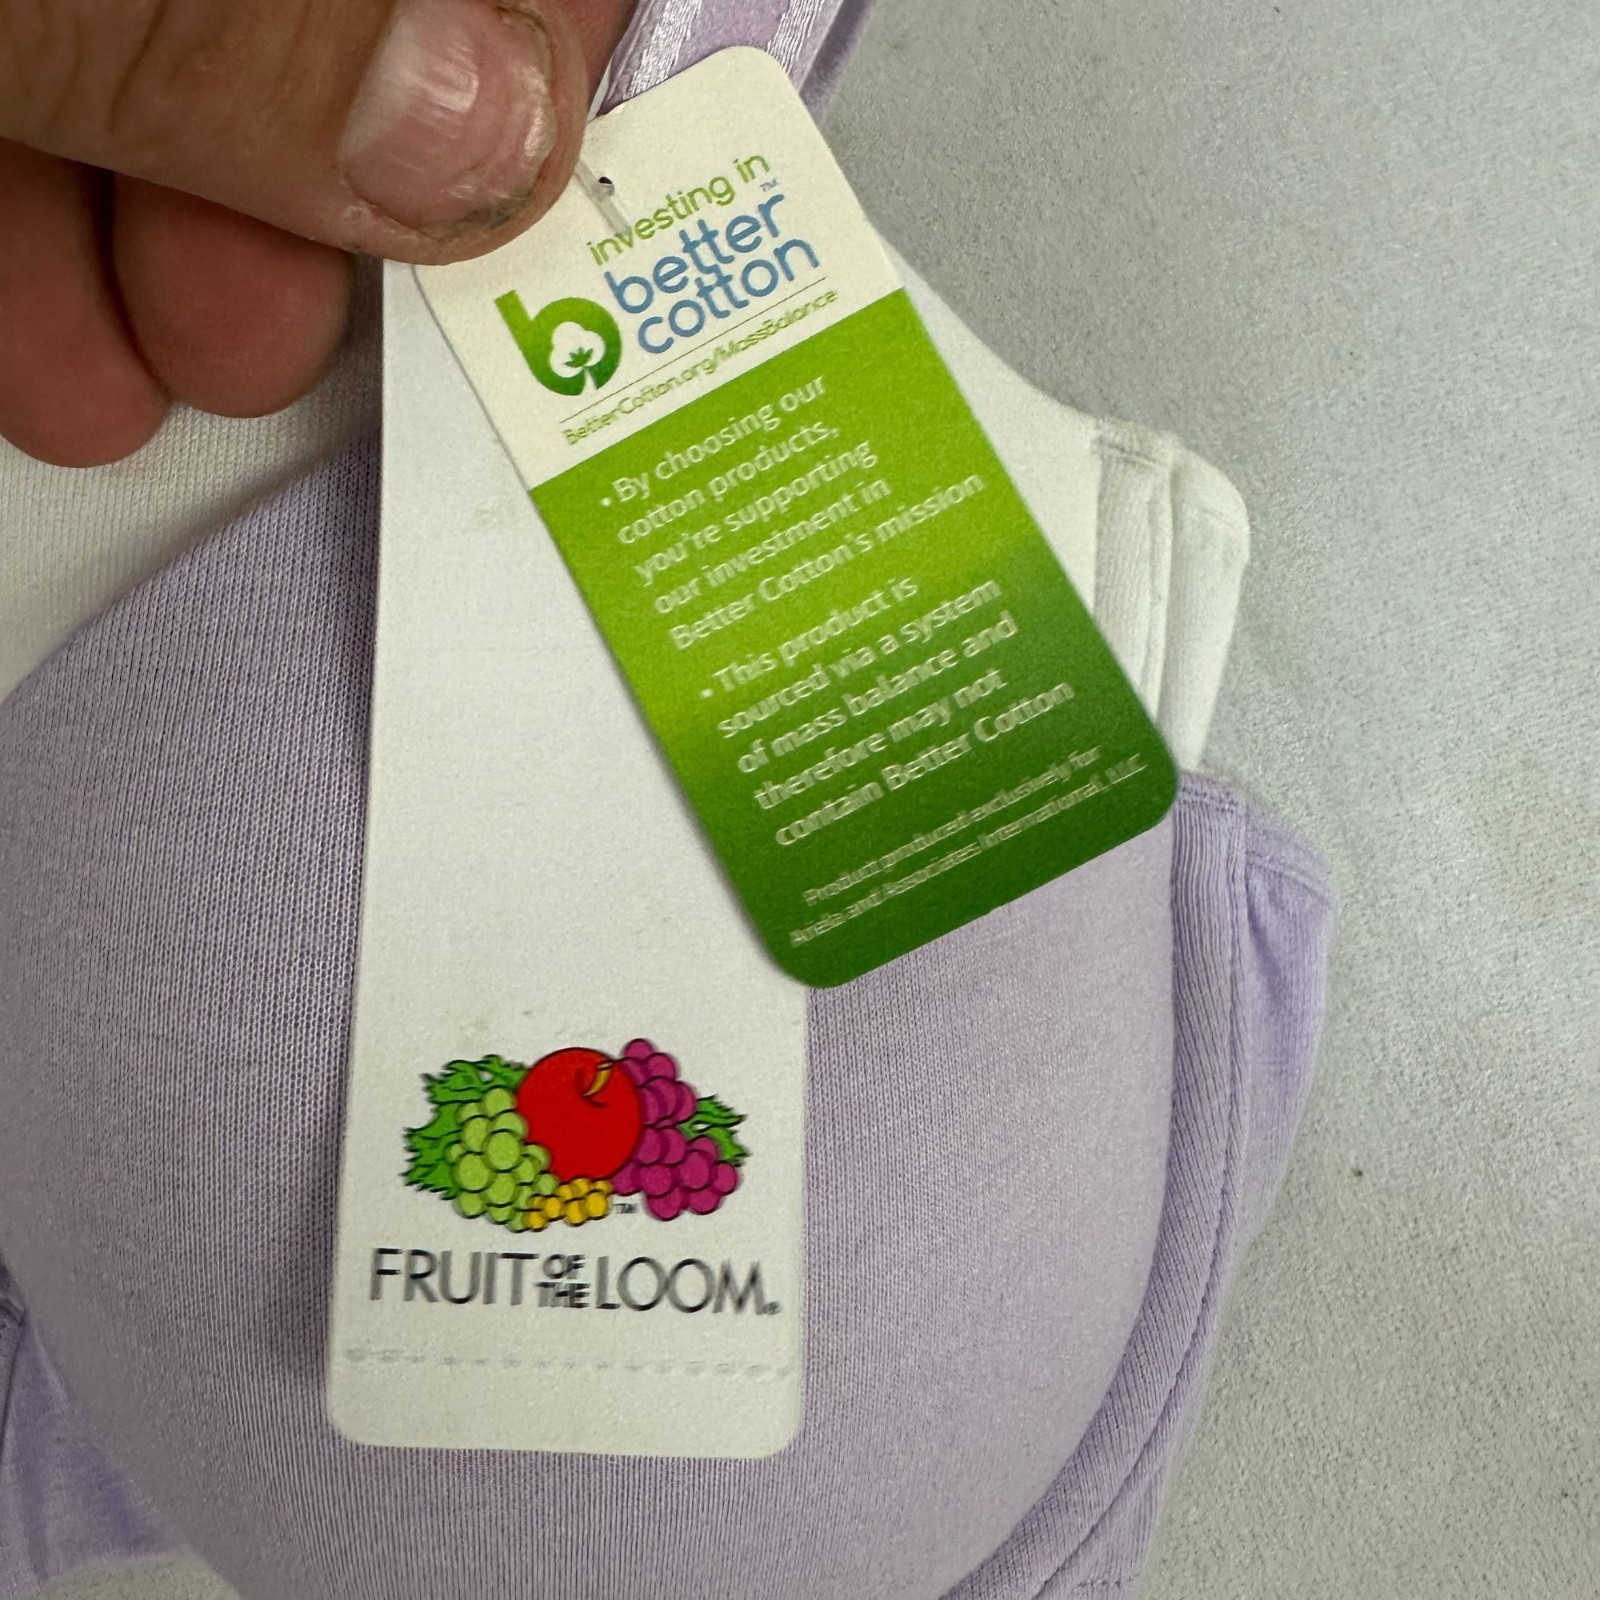 investing in
better™
cotton
BetterCotton.org/MassBalance
• By choosing our
cotton products,
you're supporting
our investment in
Better Cotton's mission
• This product is
sourced via a system
of mass balance and
therefore may not
contain Better Cotton
Product produced exclusively for
and Associates International, LLC
™
FRUIT OF THE LOOM®